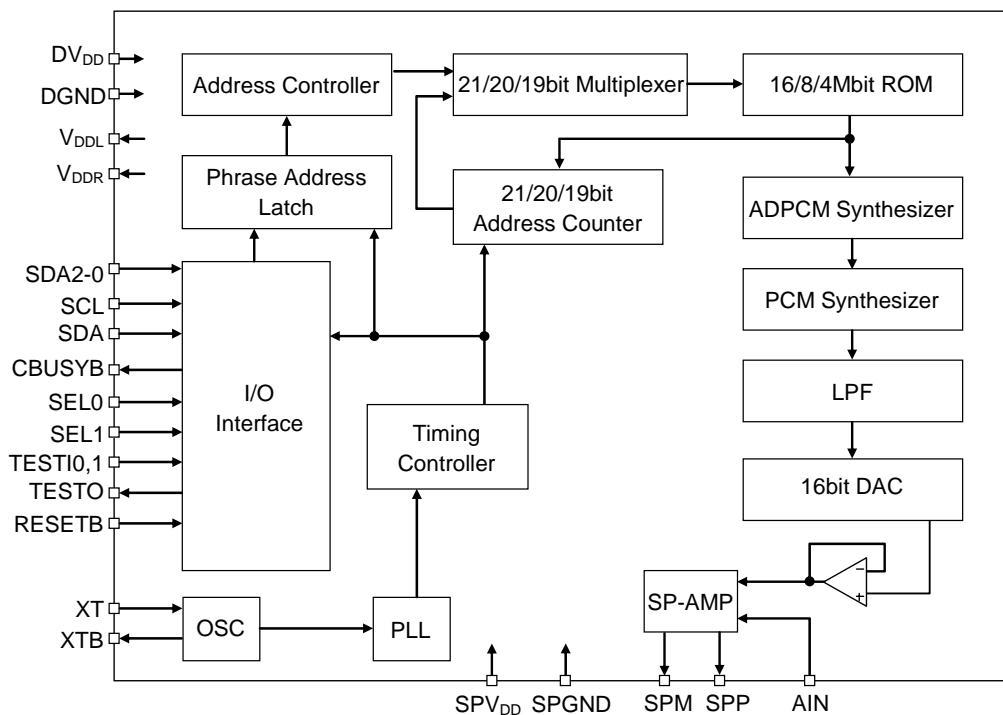 DVDD
DGND
VDDL
VDDR
Address Controller
21/20/19bit Multiplexer
16/8/4Mbit ROM
Phrase Address
Latch
21/20/19bit
Address Counter
ADPCM Synthesizer
PCM Synthesizer
LPF
16bit DAC
SDA2-0
SCL
SDA
CBUSYB
SEL0
SEL1
TESTI0,1
TESTO
RESETB
I/O
Interface
Timing
Controller
XT
XTB
OSC
PLL
SP-AMP
−
+
SPVDD
SPGND
SPM
SPP
AIN